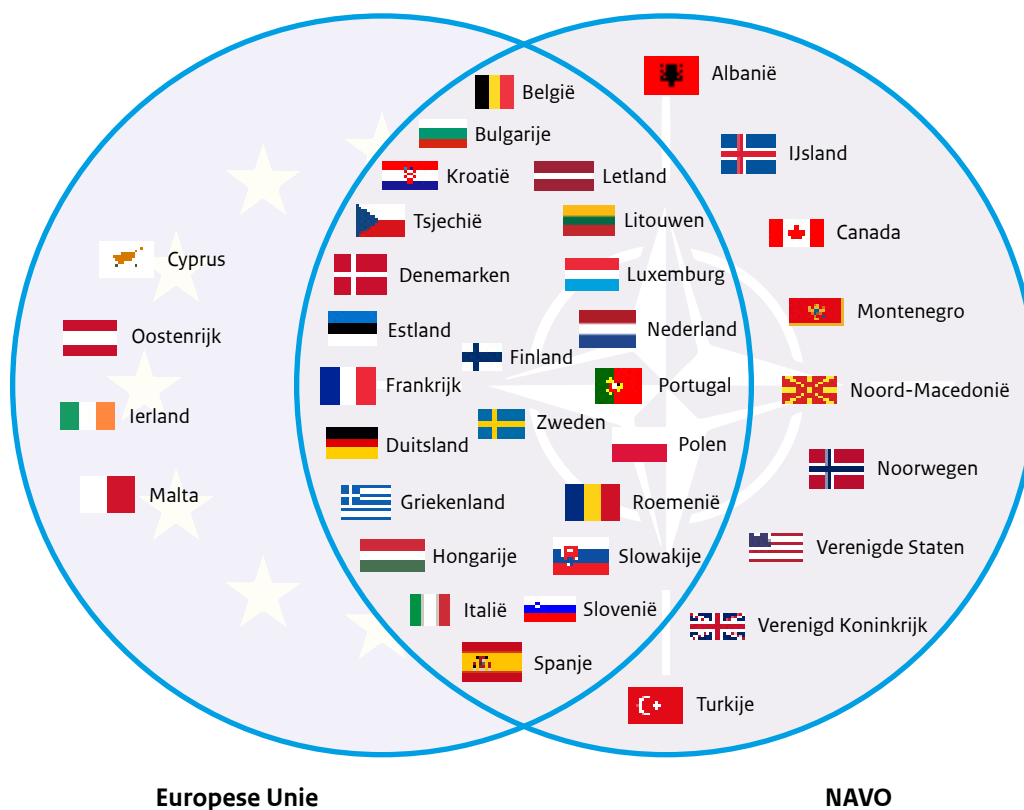 België
Albanië
Bulgarije
IJsland
Kroatië
Letland
Tsjechië
Litouwen
Canada
Cyprus
Denemarken
Luxemburg
Montenegro
Oostenrijk
Estland
Nederland
Finland
Frankrijk
Portugal
Noord-Macedonië
Ierland
Zweden
Duitsland
Polen
Noorwegen
Malta
Griekenland
Roemenië
Hongarije
Slowakije
Verenigde Staten
Italië
Slovenië
Verenigd Koninkrijk
Spanje
Turkije
Europese Unie
NAVO